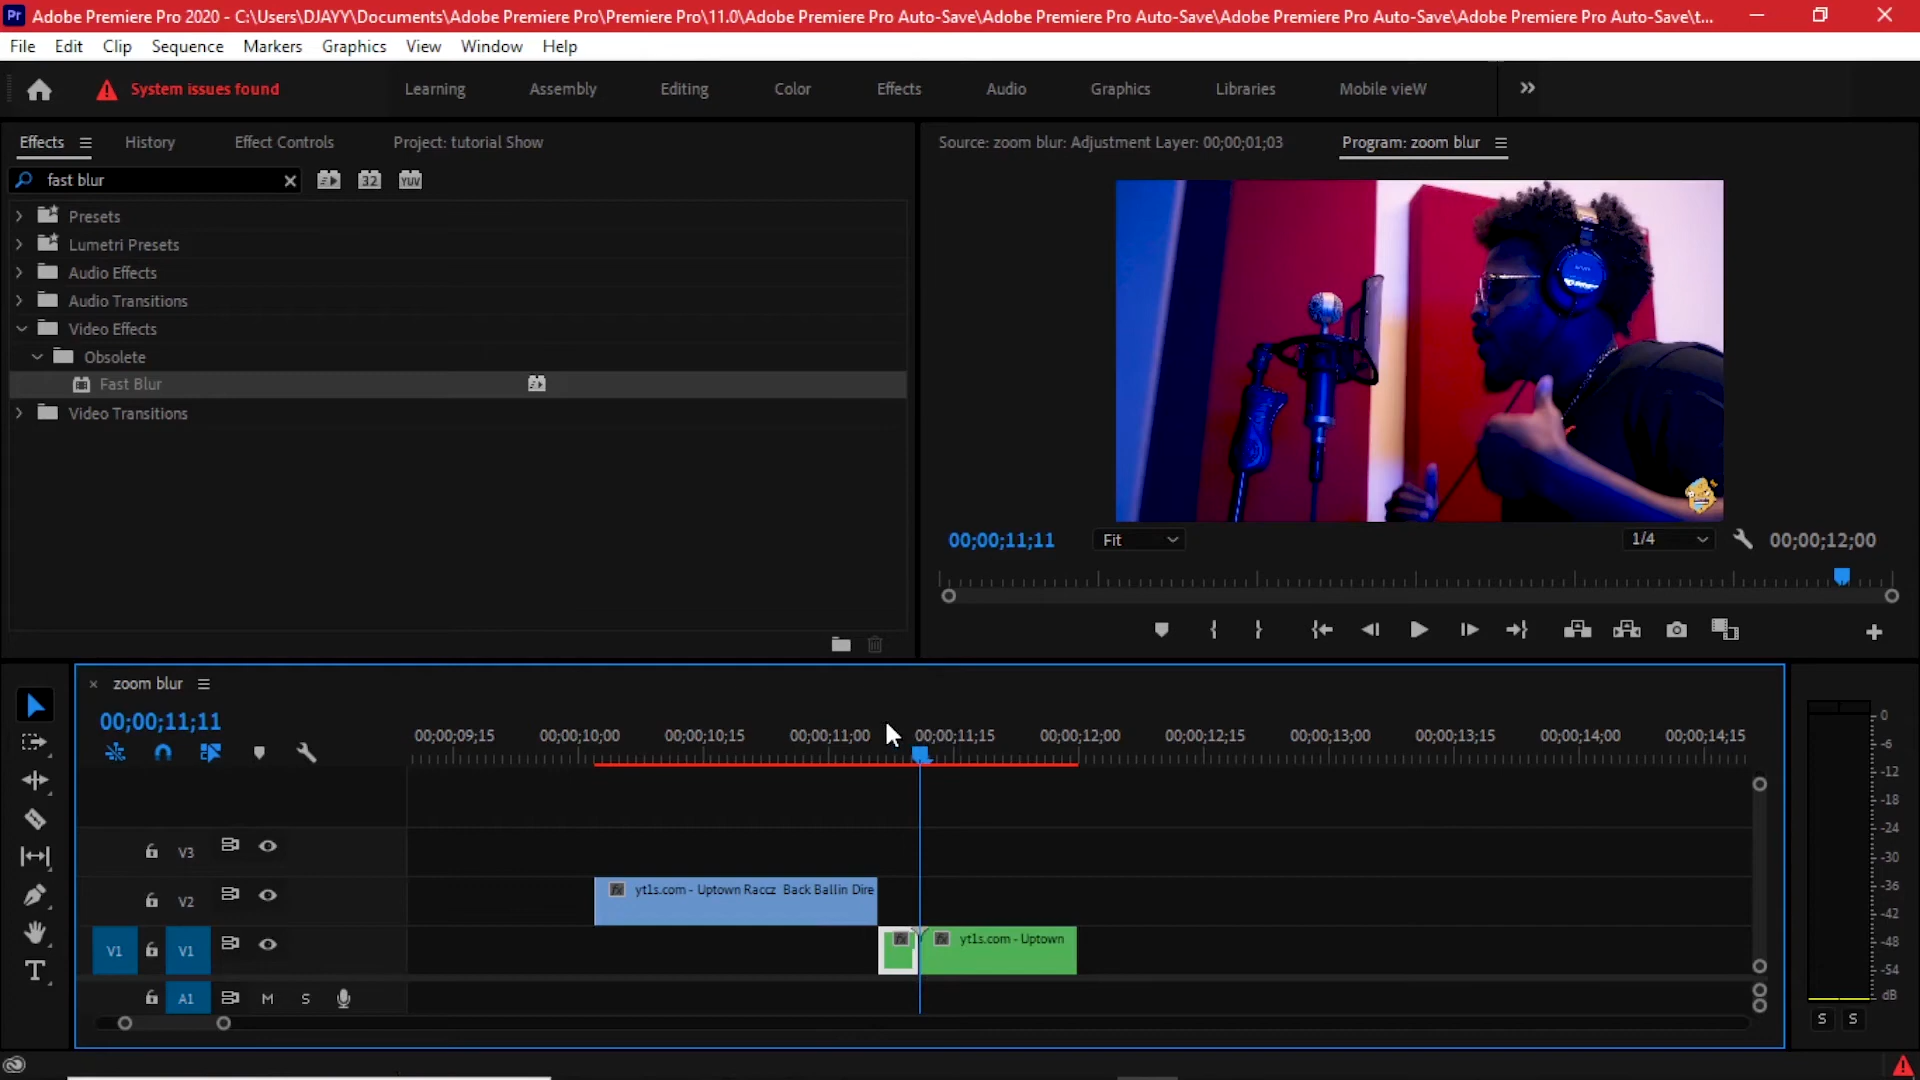 Pr Adobe Premiere Pro 2020 - C:\Users\DJAYY\Documents\Adobe Premiere Pro\Premiere Pro\11.0\Adobe Premiere Pro Auto-Save\Adobe Premiere Pro Auto-Save\Adobe Premiere Pro Auto-Save\Adobe Premiere Pro Auto-Save\t...
File Edit Clip Sequence Markers Graphics View Window Help
System issues found Learning Assembly Editing Color Effects Audio Graphics Libraries Mobile vieW
Effects History Effect Controls Project: tutorial Show
Source: zoom blur: Adjustment Layer: 00;00;01;03 Program: zoom blur
fast blur 32 YUV
Presets
Lumetri Presets
Audio Effects
Audio Transitions
Video Effects
Obsolete
Fast Blur
Video Transitions
00;00;11;11 Fit 1/4 00;00;12;00
zoom blur
00;00;11;11
00;00;09;15 00;00;10;00 00;00;10;15 00;00;11;00 00;00;11;15 00;00;12;00 00;00;12;15 00;00;13;00 00;00;13;15 00;00;14;00 00;00;14;15
V3
V2 fx yt1s.com - Uptown Raccz Back Ballin Dire
V1 V1 fx fx yt1s.com - Uptown
A1 M S
0
-6
-12
-18
-24
-30
-36
-42
-48
-54
dB
S S